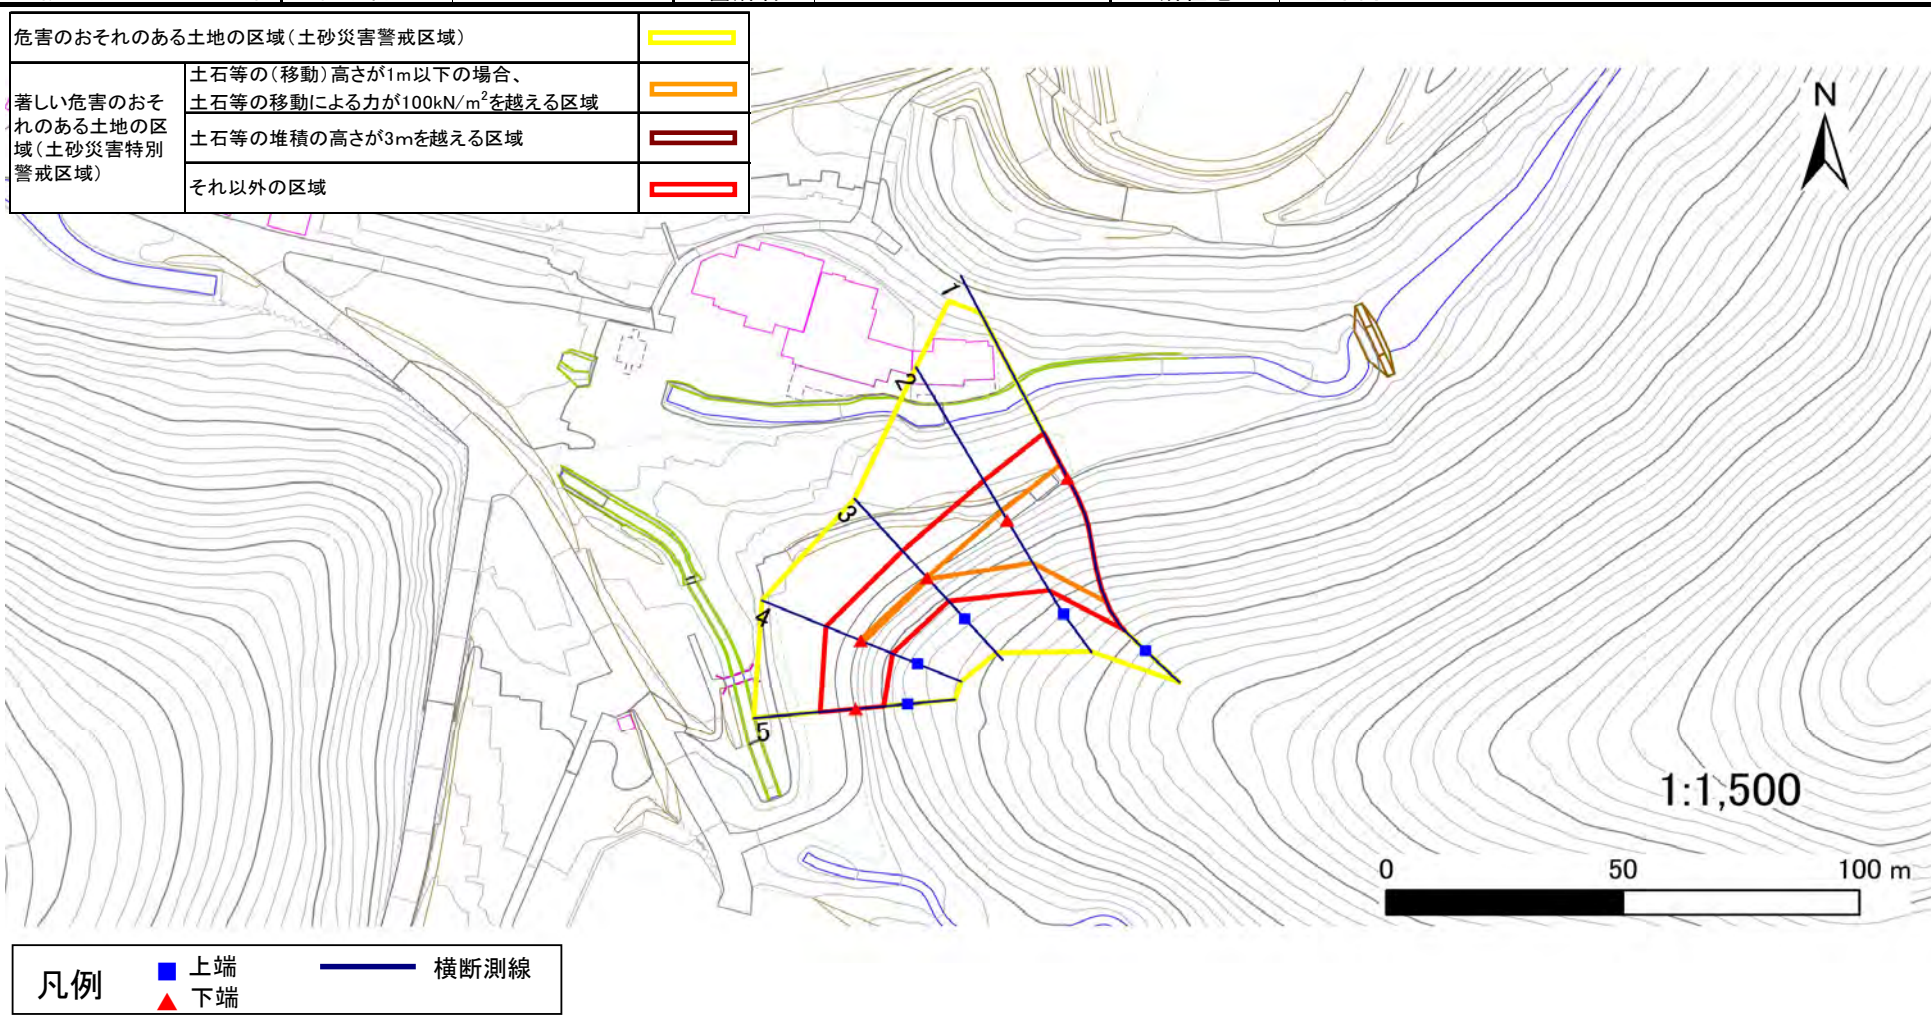 危害のおそれのある土地の区域(土砂災害警戒区域)
著しい危害のおそ
れのある土地の区
域(土砂災害特別
警戒区域)
土石等の(移動)高さが1m以下の場合、
土石等の移動による力が100kN/m²を越える区域
土石等の堆積の高さが3mを越える区域
それ以外の区域
N
1
2
3
4
5
1:1,500
0 50 100 m
凡例
上端
下端
横断測線